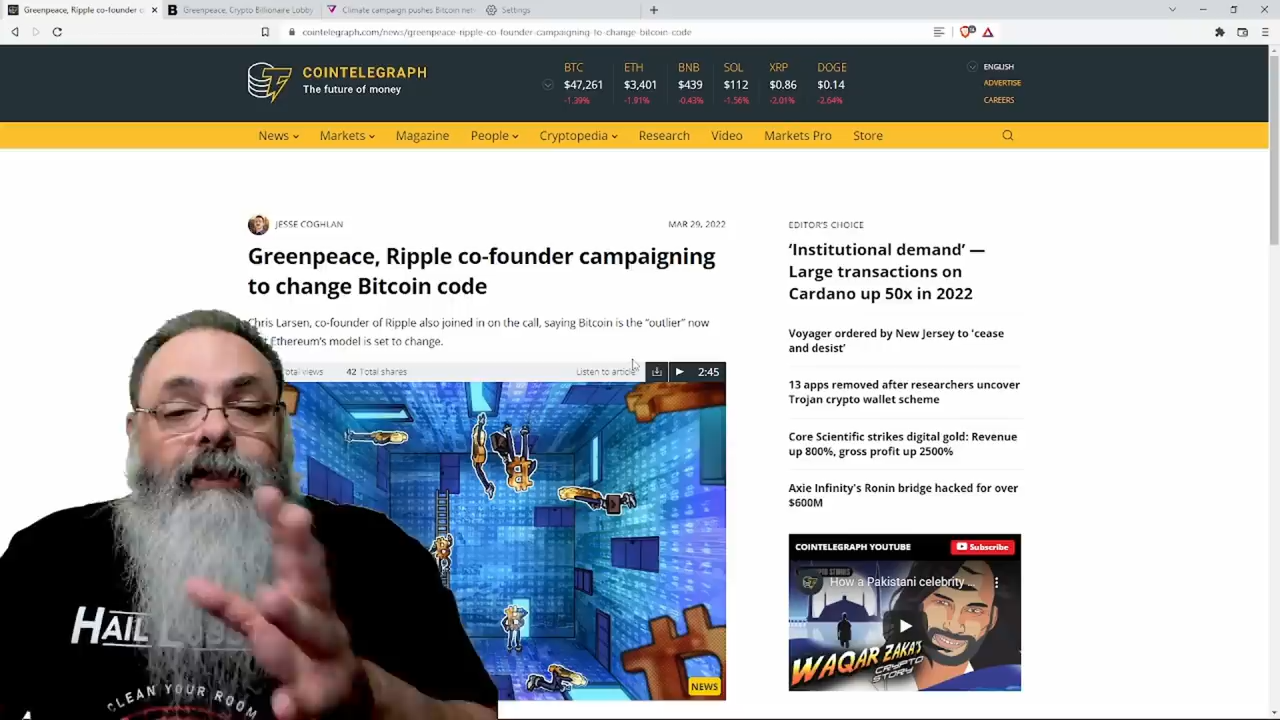 Greenpeace, Ripple co-founder c
Greenpeace, Crypto Billionaire Lobby
Climate campaign pushes Bitcoin net
Settings
cointelegraph.com/news/greenpeace-ripple-co-founder-campaigning-to-change-bitcoin-code
COINTELEGRAPH
The future of money
BTC ETH BNB SOL XRP DOGE
$47,261 $3,401 $439 $112 $0.86 $0.14
-1.39% -1.91% -0.43% -1.56% -2.01% -2.64%
ENGLISH
ADVERTISE
CAREERS
News Markets Magazine People Cryptopedia Research Video Markets Pro Store
JESSE COGHLAN MAR 29, 2022
Greenpeace, Ripple co-founder campaigning
to change Bitcoin code
Chris Larsen, co-founder of Ripple also joined in on the call, saying Bitcoin is the “outlier” now
Ethereum’s model is set to change.
Total views 42 Total shares Listen to article 2:45
NEWS
EDITOR’S CHOICE
‘Institutional demand’ —
Large transactions on
Cardano up 50x in 2022
Voyager ordered by New Jersey to ‘cease
and desist’
13 apps removed after researchers uncover
Trojan crypto wallet scheme
Core Scientific strikes digital gold: Revenue
up 800%, gross profit up 2500%
Axie Infinity's Ronin bridge hacked for over
$600M
COINTELEGRAPH YOUTUBE Subscribe
How a Pakistani celebrity ...
WAQAR ZAKA'S
CRYPTO
STORY
HAIL
CLEAN YOUR ROOM